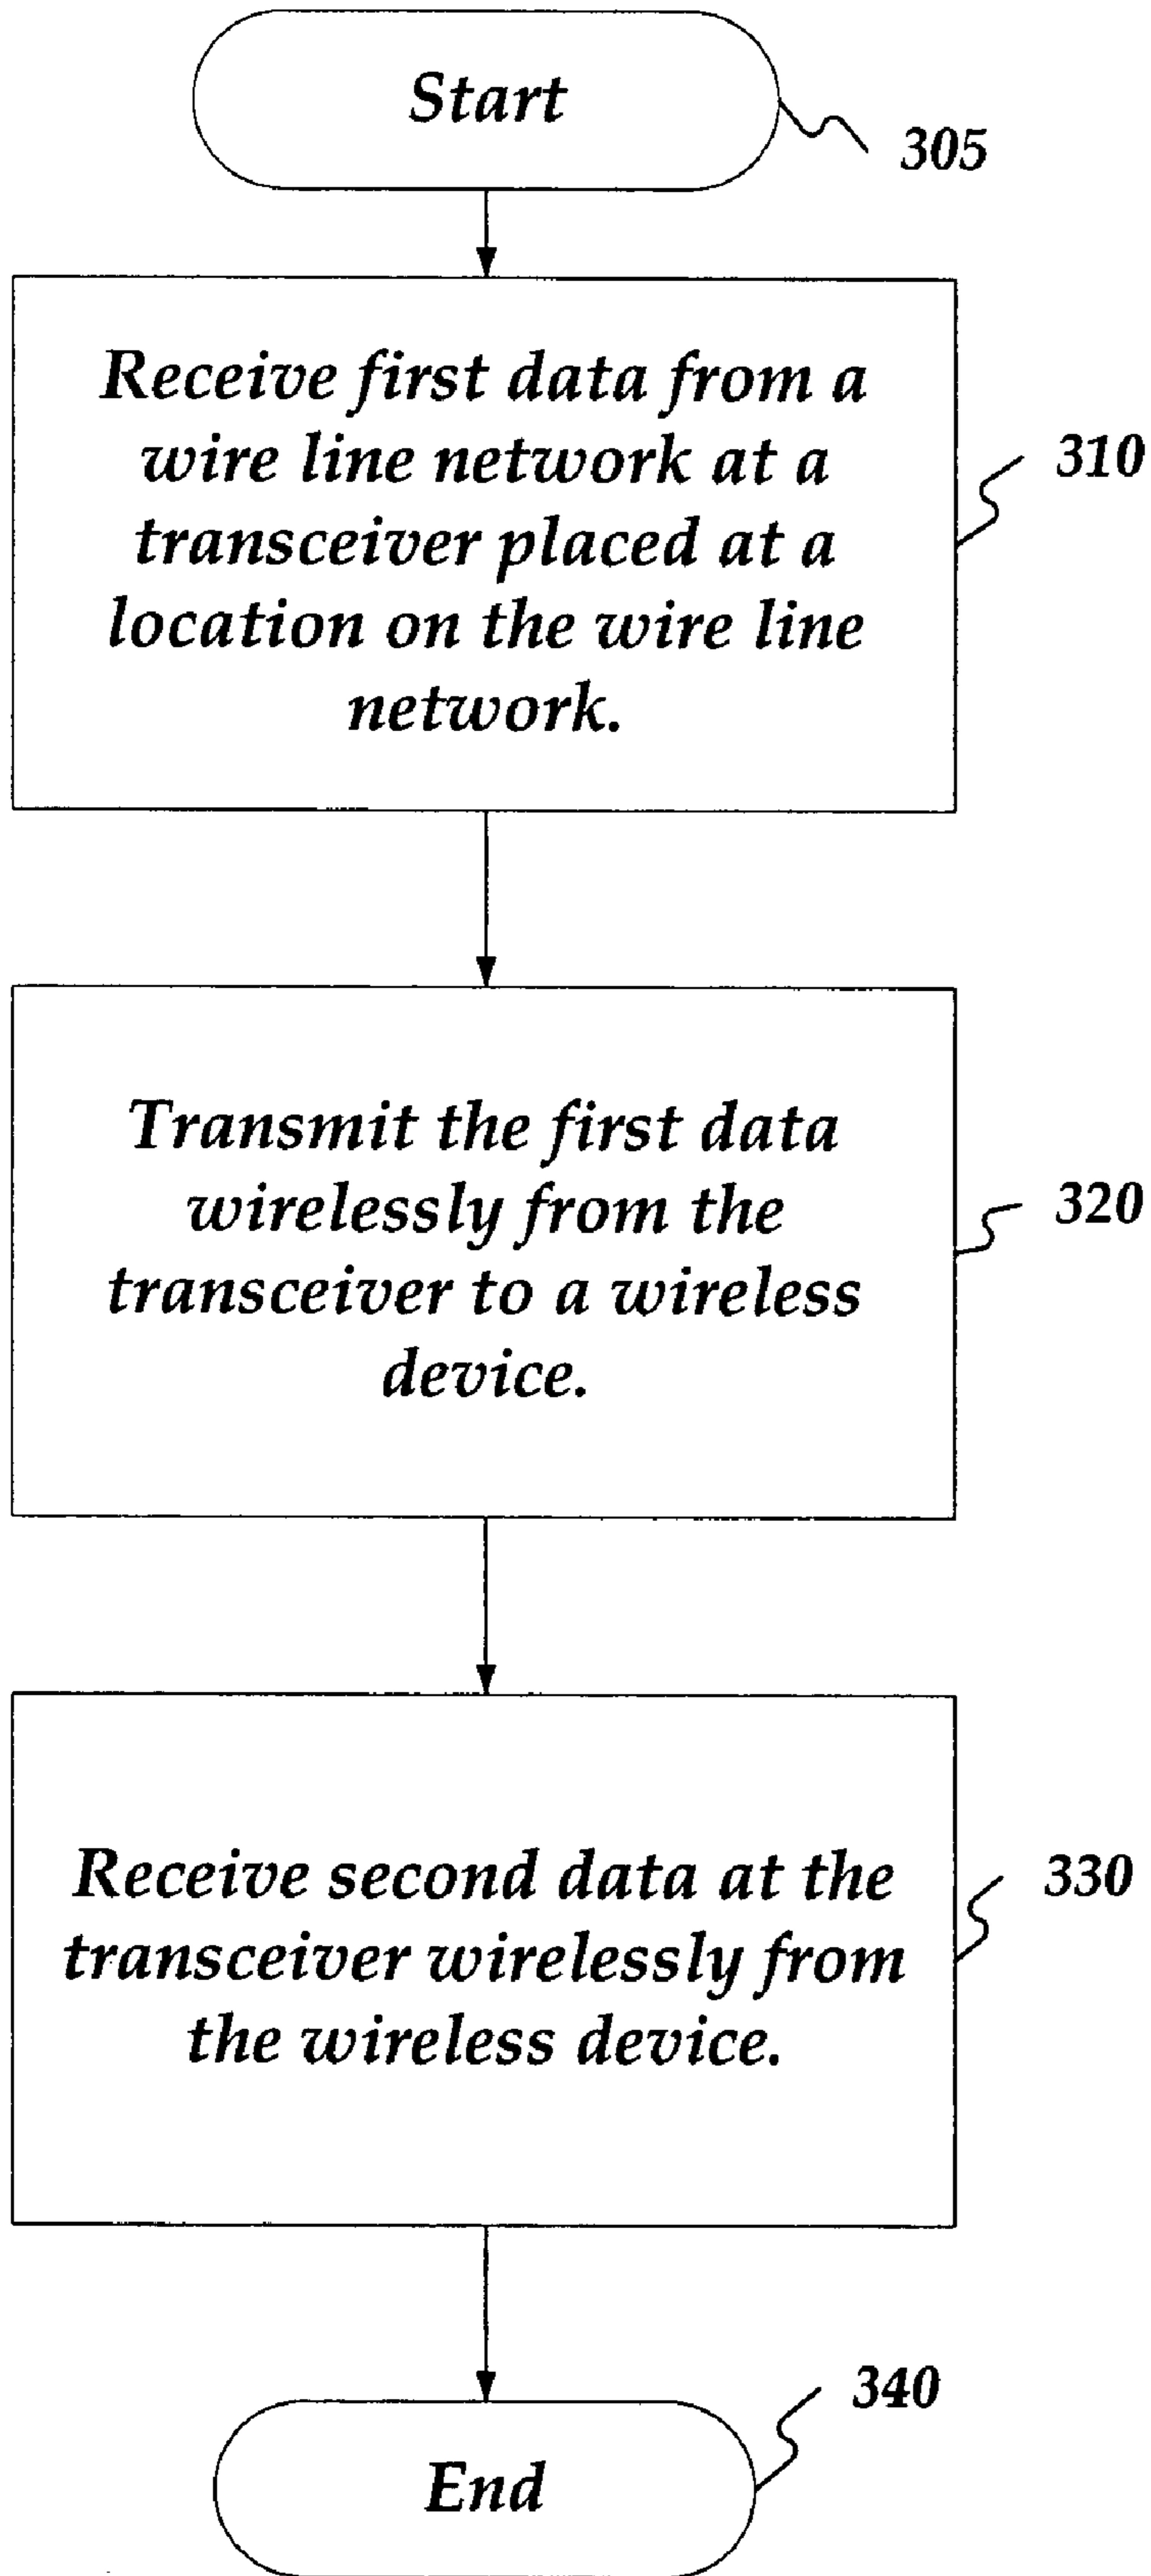 Start
305
Receive first data from a
wire line network at a
transceiver placed at a
location on the wire line
network.
310
Transmit the first data
wirelessly from the
transceiver to a wireless
device.
320
Receive second data at the
transceiver wirelessly from
the wireless device.
330
End
340